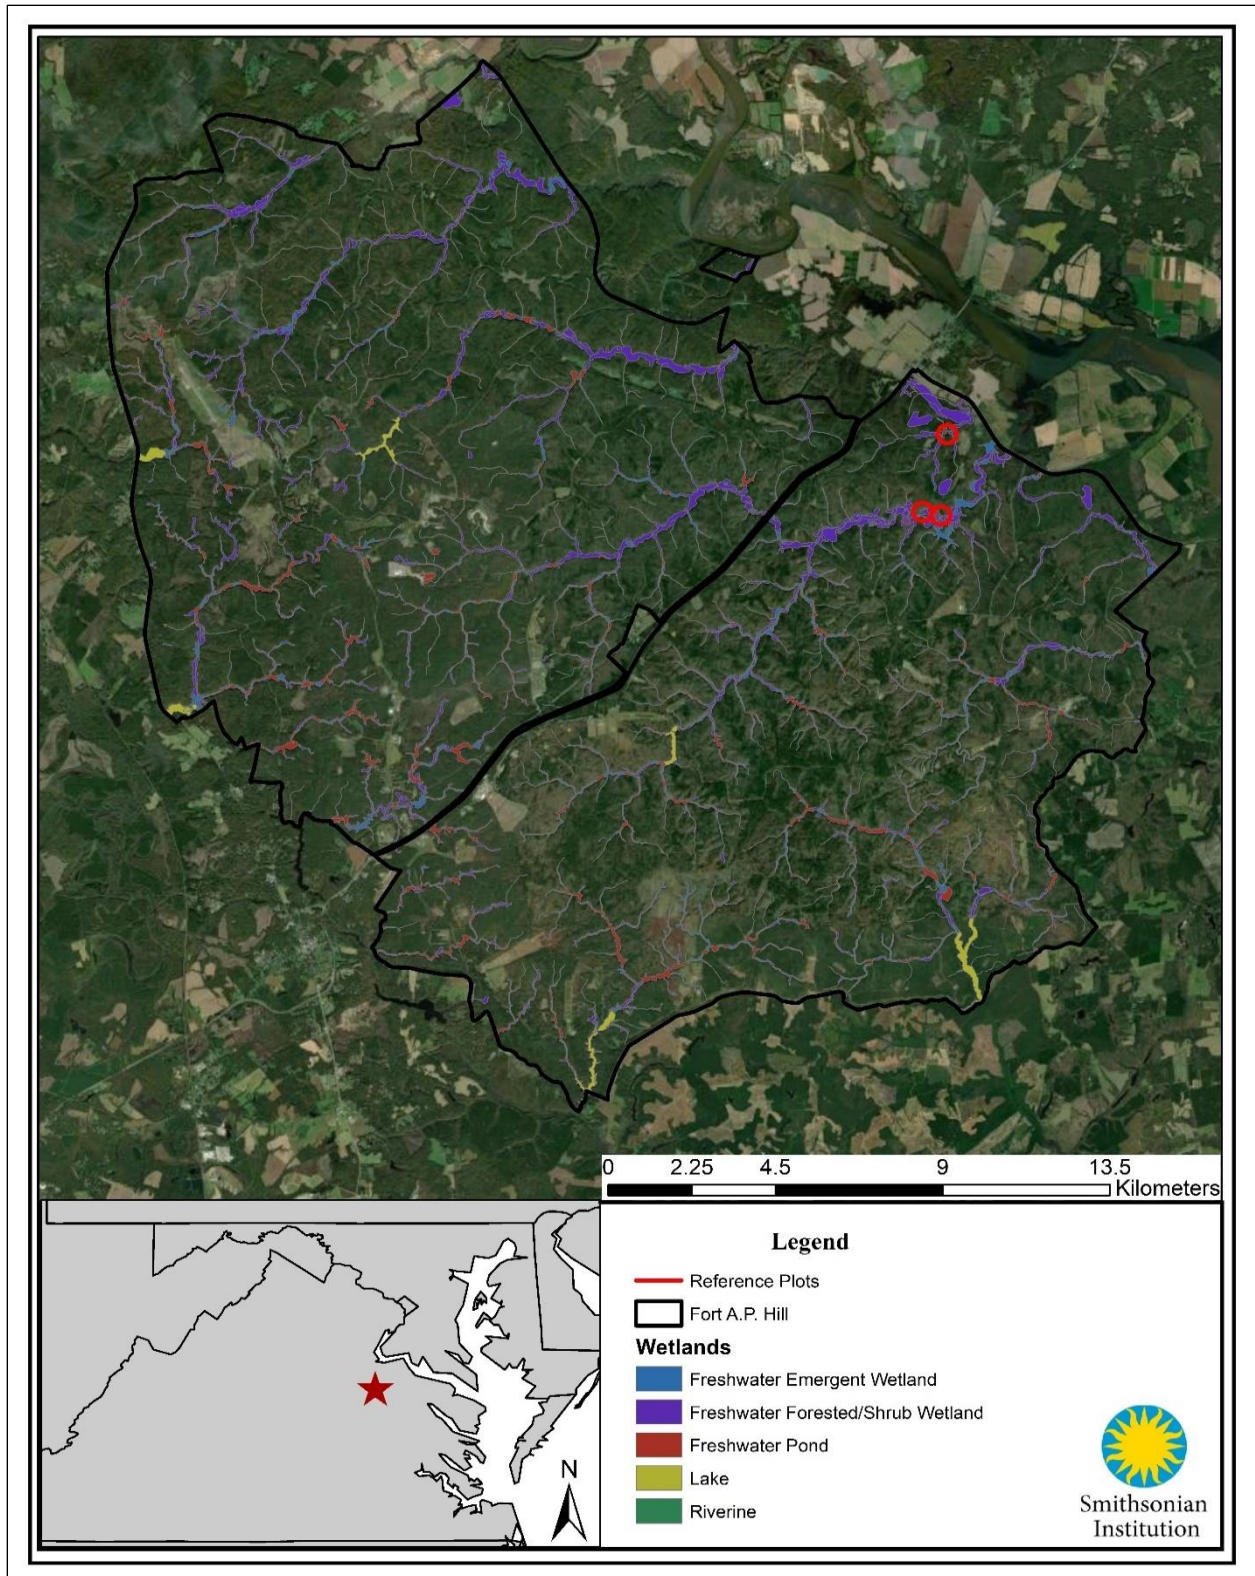 0 2.25 4.5 9 13.5
Kilometers
N
Legend
Reference Plots
Fort A.P. Hill
Wetlands
Freshwater Emergent Wetland
Freshwater Forested/Shrub Wetland
Freshwater Pond
Lake
Riverine
Smithsonian
Institution